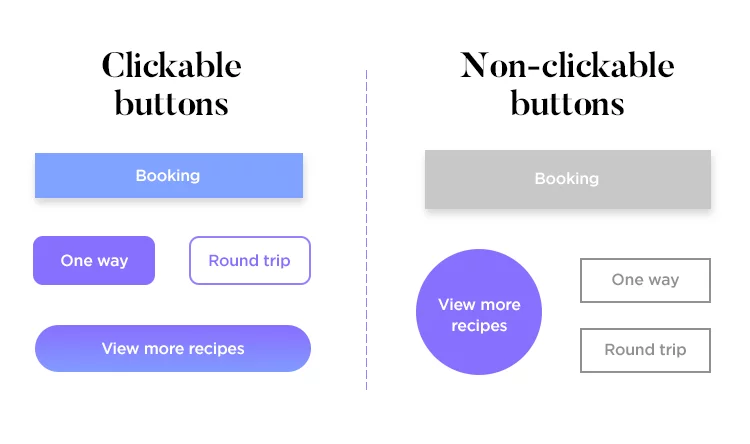 Clickable
buttons
Booking
One way
Round trip
View more recipes
Non-clickable
buttons
Booking
View more
recipes
One way
Round trip